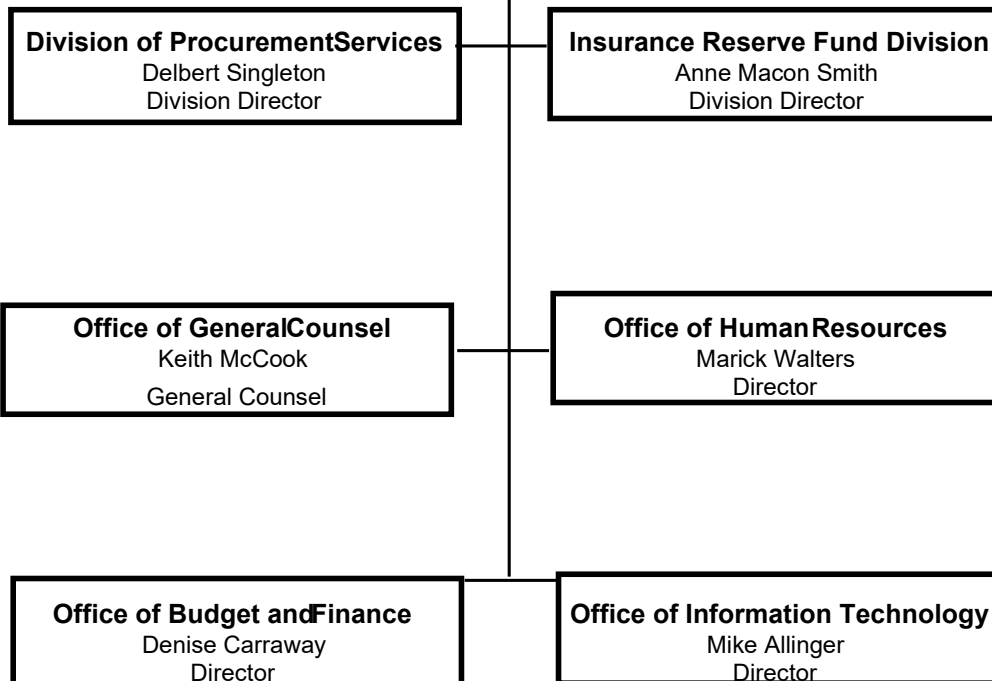 Division of ProcurementServices
Delbert Singleton
Division Director
Insurance Reserve Fund Division
Anne Macon Smith
Division Director
Office of GeneralCounsel
Keith McCook
General Counsel
Office of HumanResources
Marick Walters
Director
Office of Budget andFinance
Denise Carraway
Director
Office of Information Technology
Mike Allinger
Director